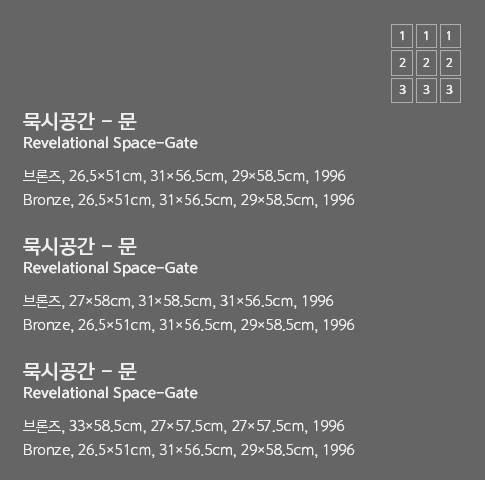 1 1 1
2 2 2
3 3 3
묵시공간 - 문
Revelational Space-Gate
브론즈, 26.5×51cm, 31×56.5cm, 29×58.5cm, 1996
Bronze, 26.5×51cm, 31×56.5cm, 29×58.5cm, 1996
묵시공간 - 문
Revelational Space-Gate
브론즈, 27×58cm, 31×58.5cm, 31×56.5cm, 1996
Bronze, 26.5×51cm, 31×56.5cm, 29×58.5cm, 1996
묵시공간 - 문
Revelational Space-Gate
브론즈, 33×58.5cm, 27×57.5cm, 27×57.5cm, 1996
Bronze, 26.5×51cm, 31×56.5cm, 29×58.5cm, 1996